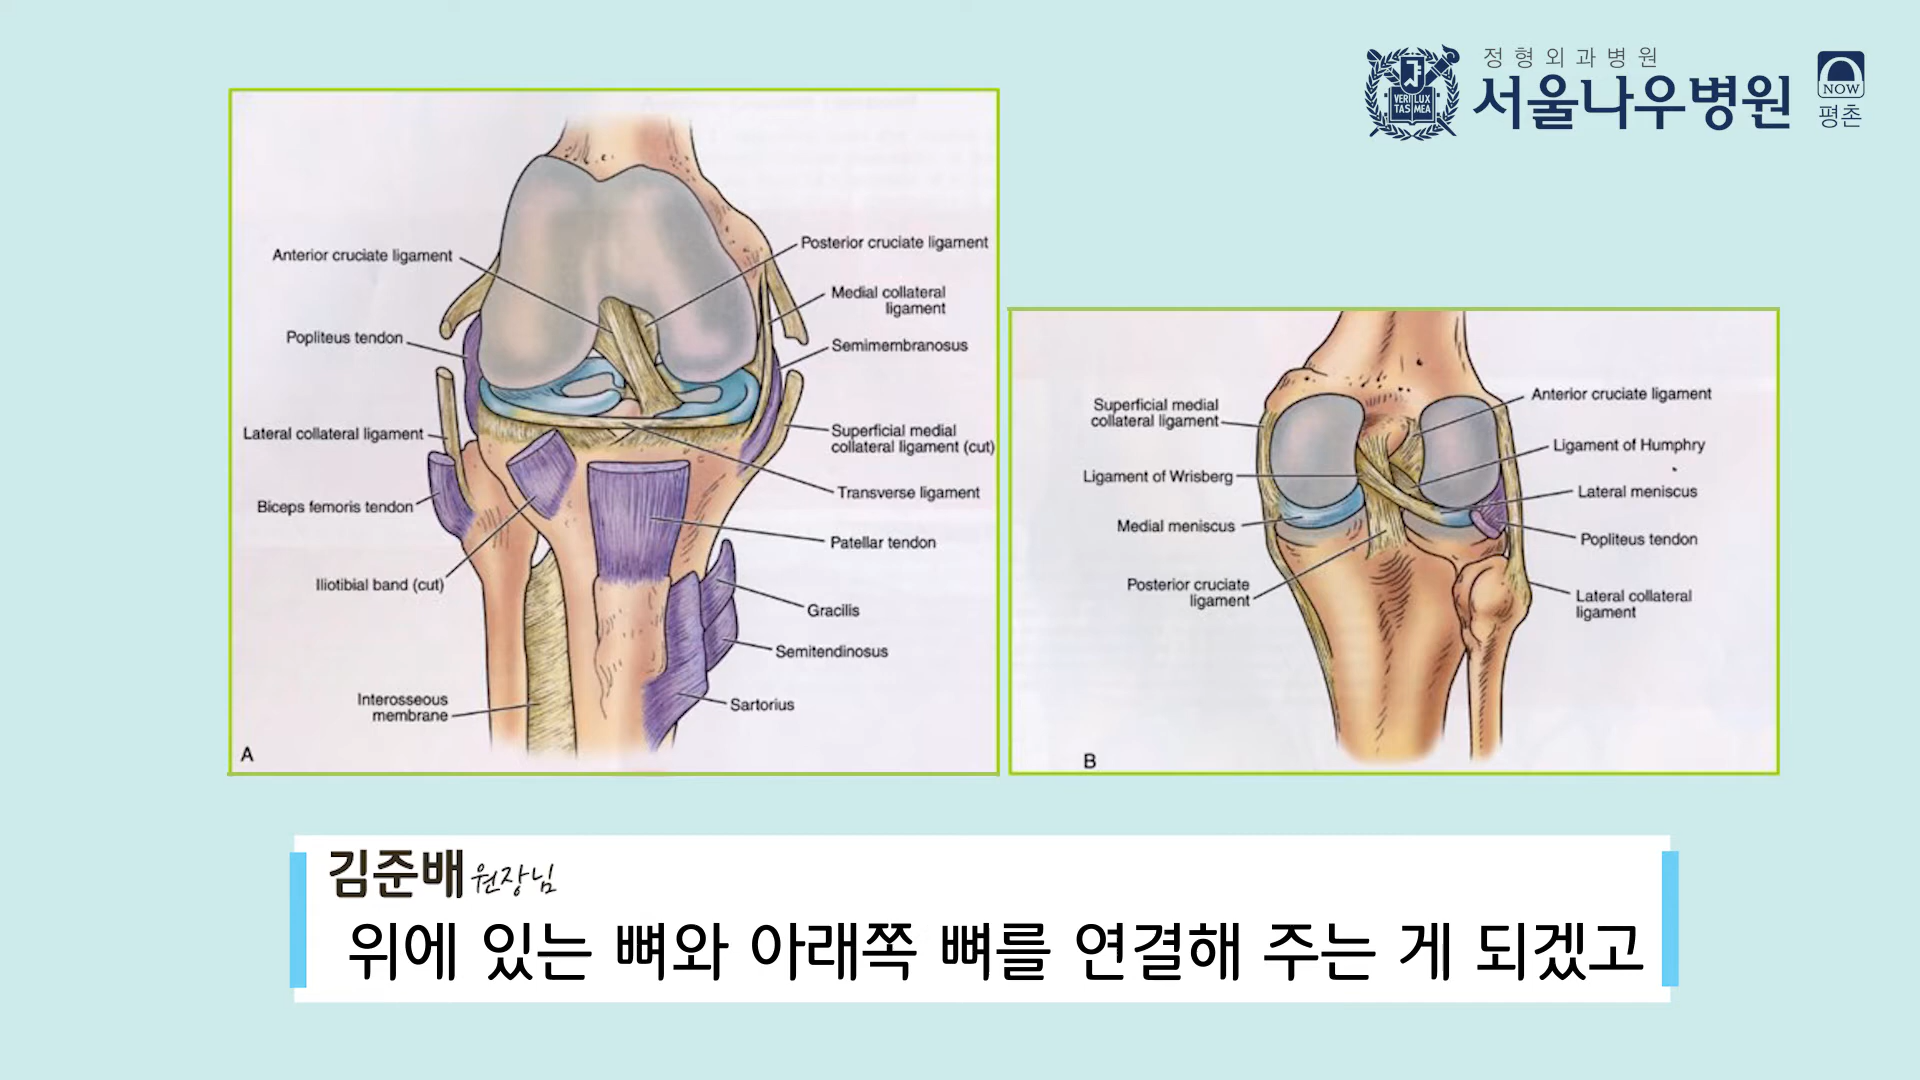 정형외과병원
서울나우병원
VERI LUX
TAS MEA
NOW
평촌
Anterior cruciate ligament
Popliteus tendon
Lateral collateral ligament
Biceps femoris tendon
Iliotibial band (cut)
Interosseous
membrane
A
Posterior cruciate ligament
Medial collateral
ligament
Semimembranosus
Superficial medial
collateral ligament (cut)
Transverse ligament
Patellar tendon
Gracilis
Semitendinosus
Sartorius
Superficial medial
collateral ligament
Ligament of Wrisberg
Medial meniscus
Posterior cruciate
ligament
B
Anterior cruciate ligament
Ligament of Humphry
Lateral meniscus
Popliteus tendon
Lateral collateral
ligament
김준배 원장님
위에 있는 뼈와 아래쪽 뼈를 연결해 주는 게 되겠고